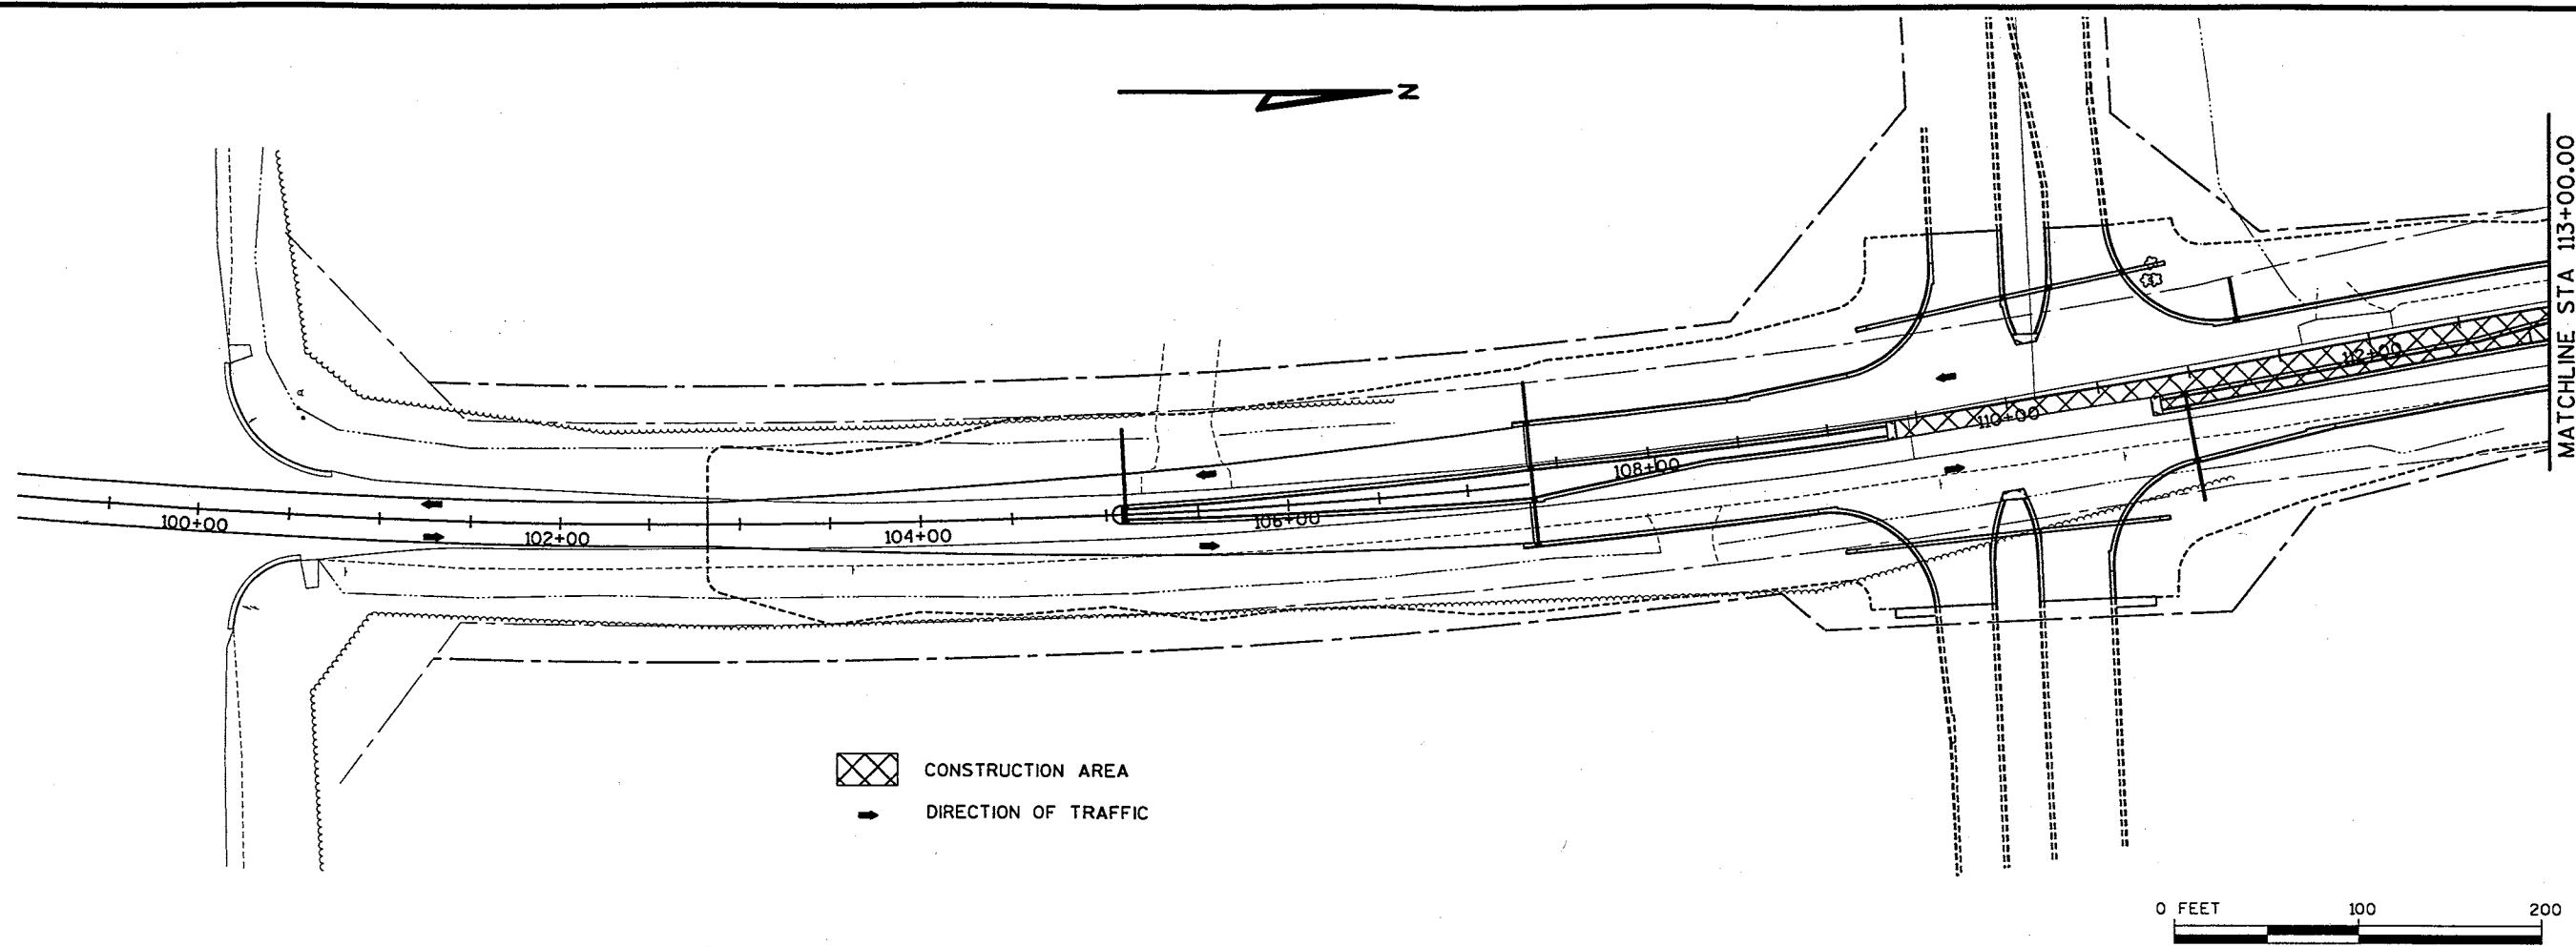 N
MATCHLINE STA 113+00.00
112+00
110+00
108+00
106+00
104+00
102+00
100+00
CONSTRUCTION AREA
DIRECTION OF TRAFFIC
0 FEET 100 200